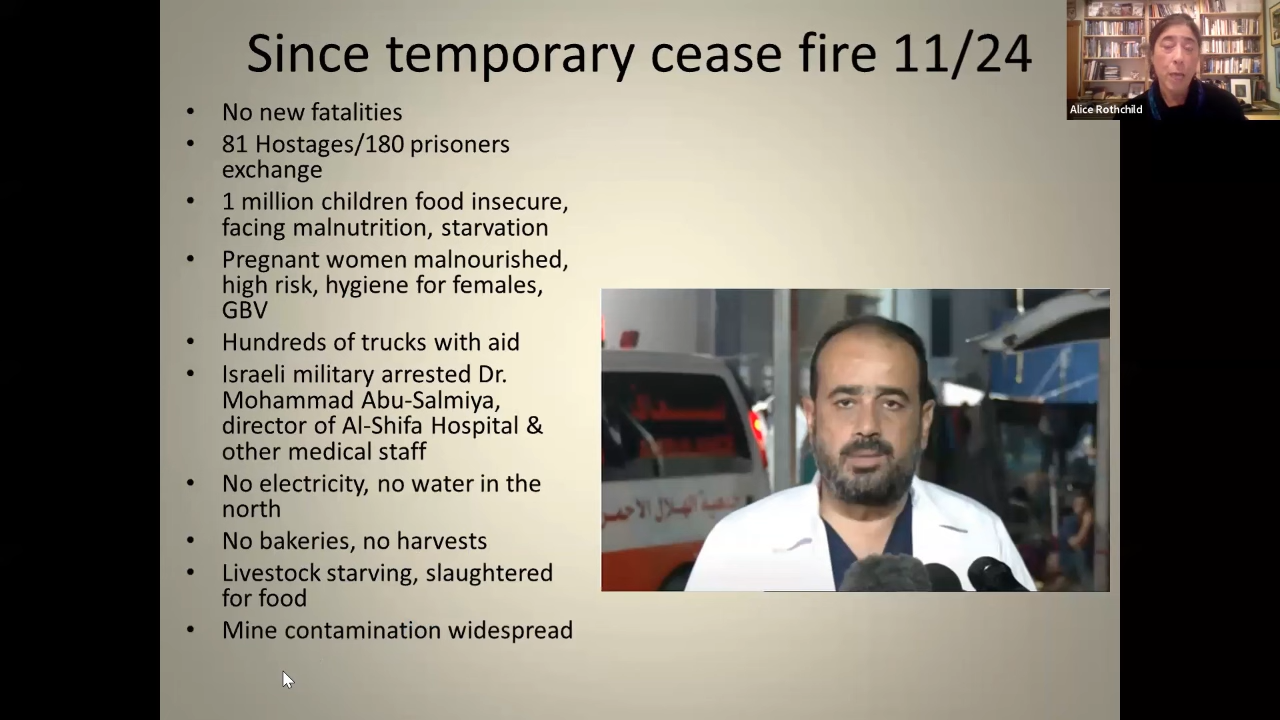 Since temporary cease fire 11/24
Alice Rothchild
• No new fatalities
• 81 Hostages/180 prisoners
exchange
• 1 million children food insecure,
facing malnutrition, starvation
• Pregnant women malnourished,
high risk, hygiene for females,
GBV
• Hundreds of trucks with aid
• Israeli military arrested Dr.
Mohammad Abu-Salmiya,
director of Al-Shifa Hospital &
other medical staff
• No electricity, no water in the
north
• No bakeries, no harvests
• Livestock starving, slaughtered
for food
• Mine contamination widespread
جمعية الهلال الاحمر